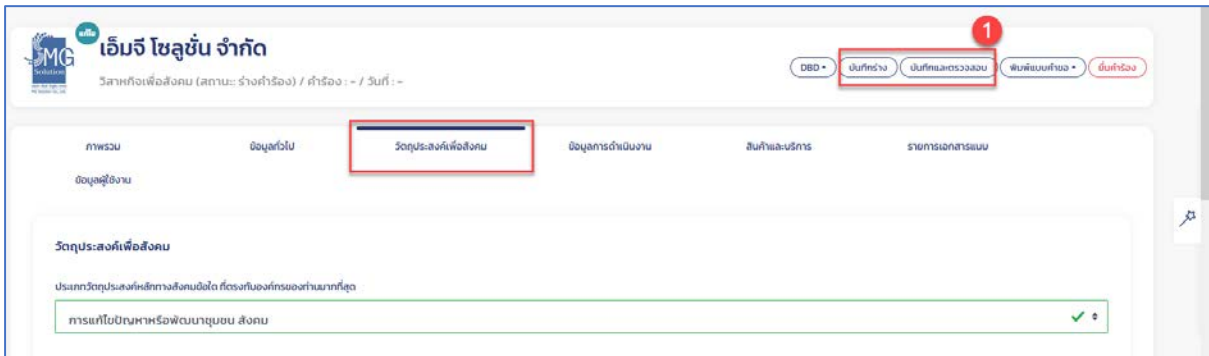 1
MG
Solution
แก้ไข
เอ็มจี โซลูชั่น จำกัด
วิสาหกิจเพื่อสังคม (สถานะ: ร่างคำร้อง) / คำร้อง : - / วันที่ : -
DBD บันทึกร่าง บันทึกและตรวจสอบ พิมพ์แบบคำขอ ยื่นคำร้อง
ภาพรวม ข้อมูลทั่วไป วัตถุประสงค์เพื่อสังคม ข้อมูลการดำเนินงาน สินค้าและบริการ รายการเอกสารแนบ
ข้อมูลผู้ใช้งาน
วัตถุประสงค์เพื่อสังคม
ประเภทวัตถุประสงค์หลักทางสังคมข้อใด ที่ตรงกับองค์กรของท่านมากที่สุด
การแก้ไขปัญหาหรือพัฒนาชุมชน สังคม